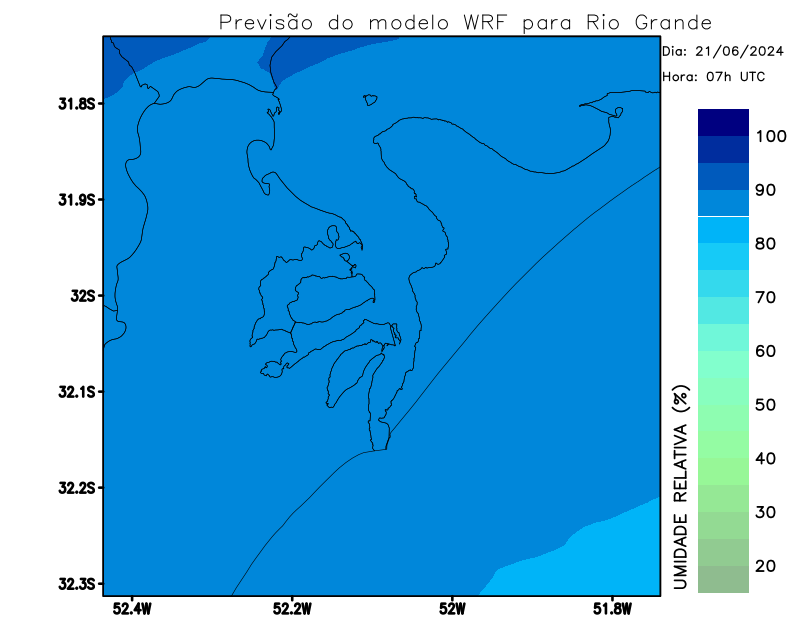 Previsão do modelo WRF para Rio Grande
Dia: 21/06/2024
Hora: 07h UTC
31.8S
31.9S
32S
32.1S
32.2S
32.3S
52.4W
52.2W
52W
51.8W
100
90
80
70
60
50
40
30
20
UMIDADE RELATIVA (%)